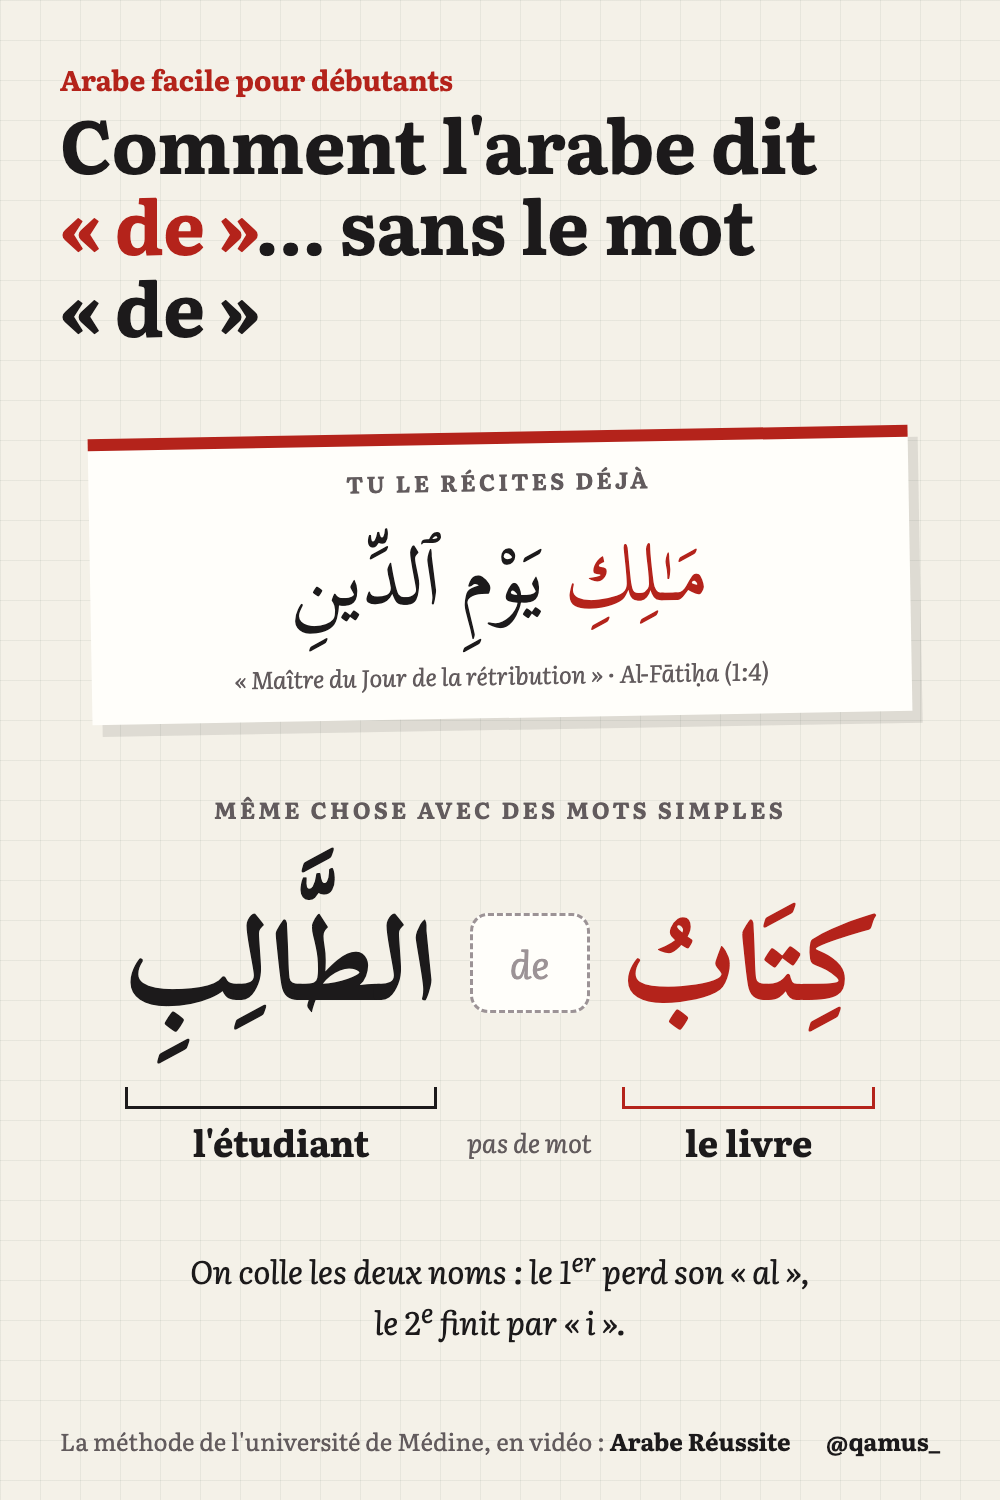 Arabe facile pour débutants
Comment l'arabe dit
« de »... sans le mot
« de »
TU LE RÉCITES DÉJÀ
مَـٰلِكِ يَوْمِ ٱلدِّينِ
« Maître du Jour de la rétribution » · Al-Fātiḥa (1:4)
MÊME CHOSE AVEC DES MOTS SIMPLES
كِتَابُ de الطَّالِبِ
l'étudiant pas de mot le livre
On colle les deux noms : le 1er perd son « al »,
le 2e finit par « i ».
La méthode de l'université de Médine, en vidéo : Arabe Réussite @qamus_